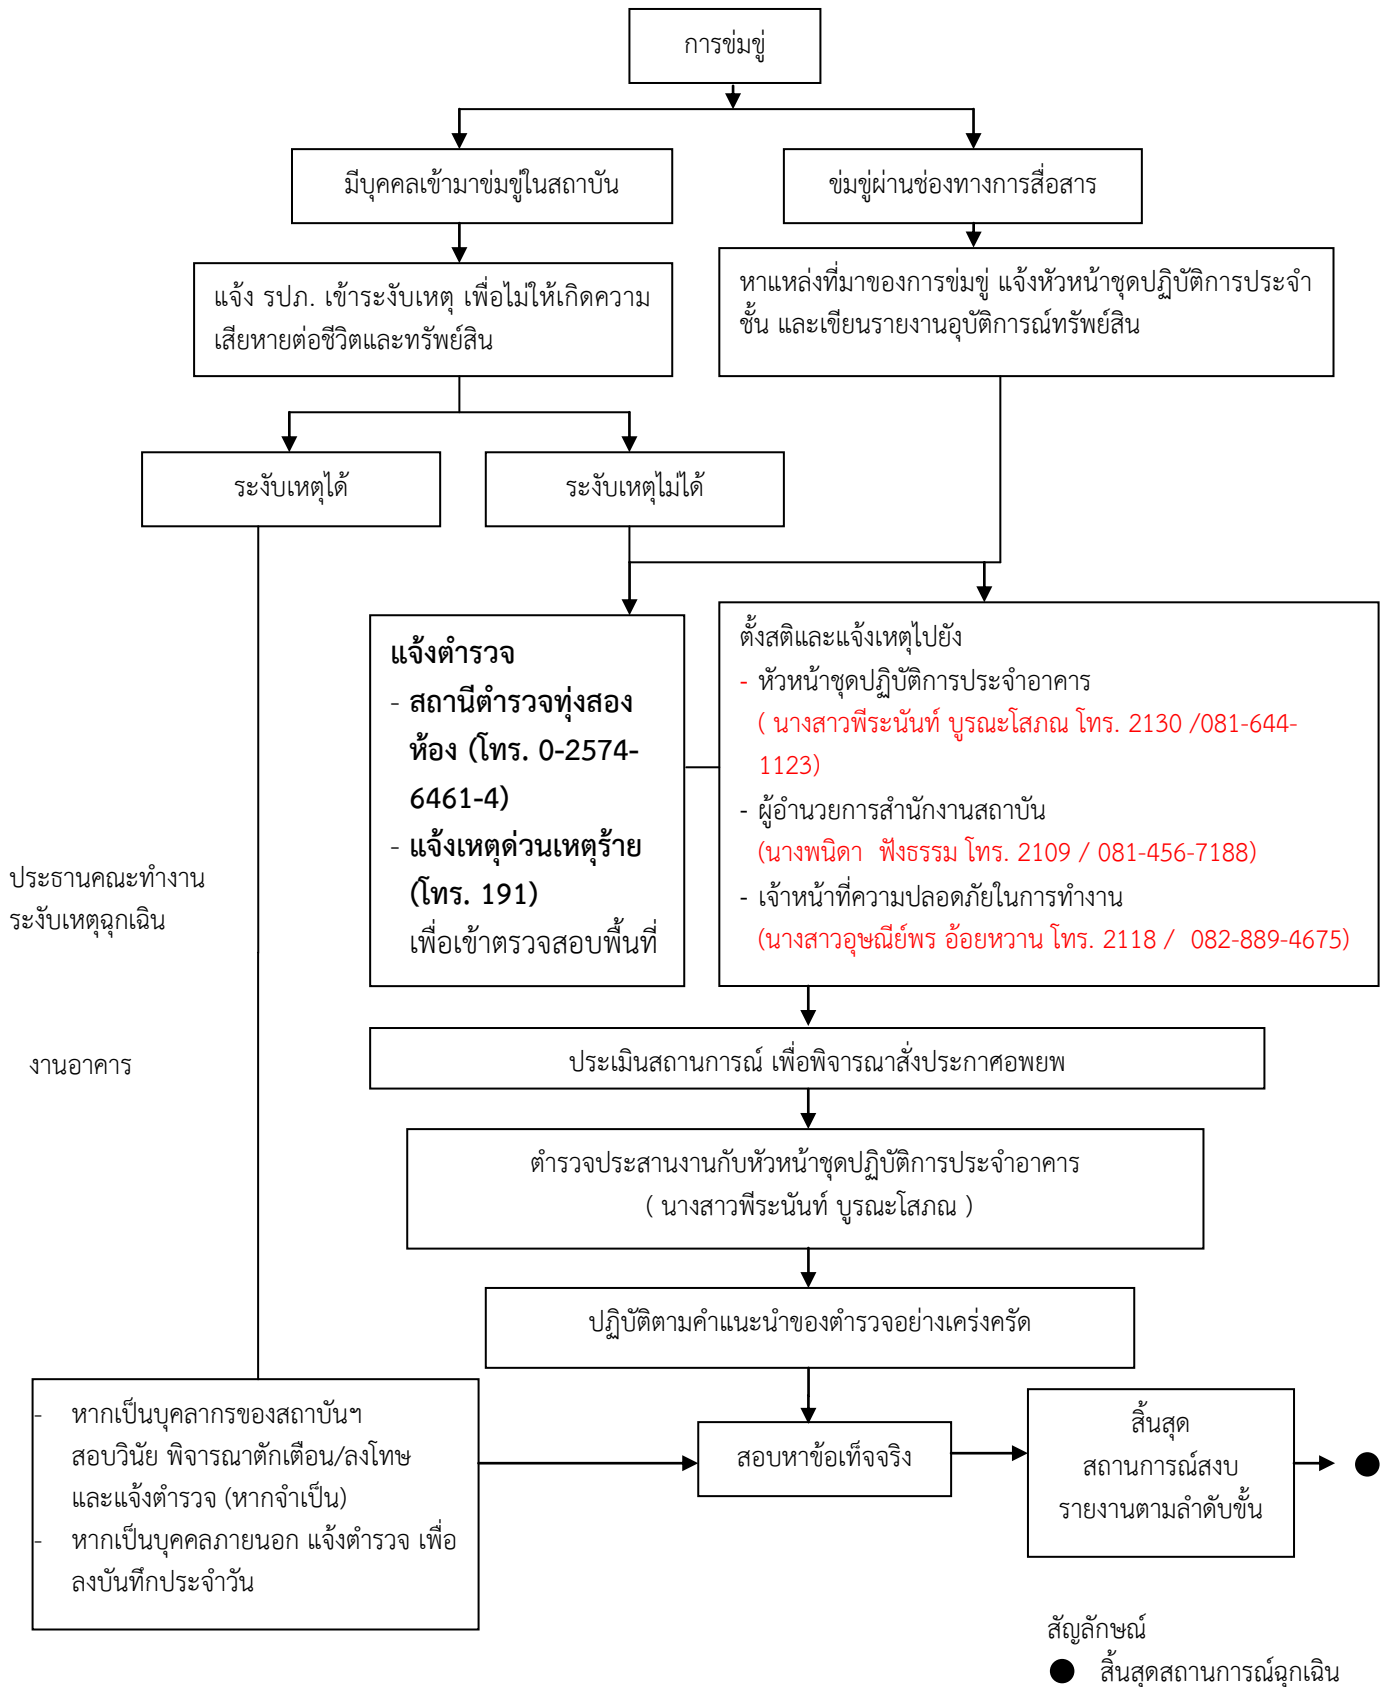 การข่มขู่
มีบุคคลเข้ามาข่มขู่ในสถาบัน
ข่มขู่ผ่านช่องทางการสื่อสาร
แจ้ง รปภ. เข้าระงับเหตุ เพื่อไม่ให้เกิดความ
เสียหายต่อชีวิตและทรัพย์สิน
หาแหล่งที่มาของการข่มขู่ แจ้งหัวหน้าชุดปฏิบัติการประจำ
ชั้น และเขียนรายงานอุบัติการณ์ทรัพย์สิน
ระงับเหตุได้
ระงับเหตุไม่ได้
แจ้งตำรวจ
- สถานีตำรวจทุ่งสอง
ห้อง (โทร. 0-2574-
6461-4)
- แจ้งเหตุด่วนเหตุร้าย
(โทร. 191)
เพื่อเข้าตรวจสอบพื้นที่
ตั้งสติและแจ้งเหตุไปยัง
- หัวหน้าชุดปฏิบัติการประจำอาคาร
( นางสาวพีระนันท์ บูรณะโสภณ โทร. 2130 /081-644-
1123)
- ผู้อำนวยการสำนักงานสถาบัน
(นางพนิดา ฟังธรรม โทร. 2109 / 081-456-7188)
- เจ้าหน้าที่ความปลอดภัยในการทำงาน
(นางสาวอุษณีย์พร อ้อยหวาน โทร. 2118 / 082-889-4675)
ประธานคณะทำงาน
ระงับเหตุฉุกเฉิน
งานอาคาร
ประเมินสถานการณ์ เพื่อพิจารณาสั่งประกาศอพยพ
ตำรวจประสานงานกับหัวหน้าชุดปฏิบัติการประจำอาคาร
( นางสาวพีระนันท์ บูรณะโสภณ )
ปฏิบัติตามคำแนะนำของตำรวจอย่างเคร่งครัด
- หากเป็นบุคลากรของสถาบันฯ
สอบวินัย พิจารณาตักเตือน/ลงโทษ
และแจ้งตำรวจ (หากจำเป็น)
- หากเป็นบุคคลภายนอก แจ้งตำรวจ เพื่อ
ลงบันทึกประจำวัน
สอบหาข้อเท็จจริง
สิ้นสุด
สถานการณ์สงบ
รายงานตามลำดับขั้น
สัญลักษณ์
● สิ้นสุดสถานการณ์ฉุกเฉิน